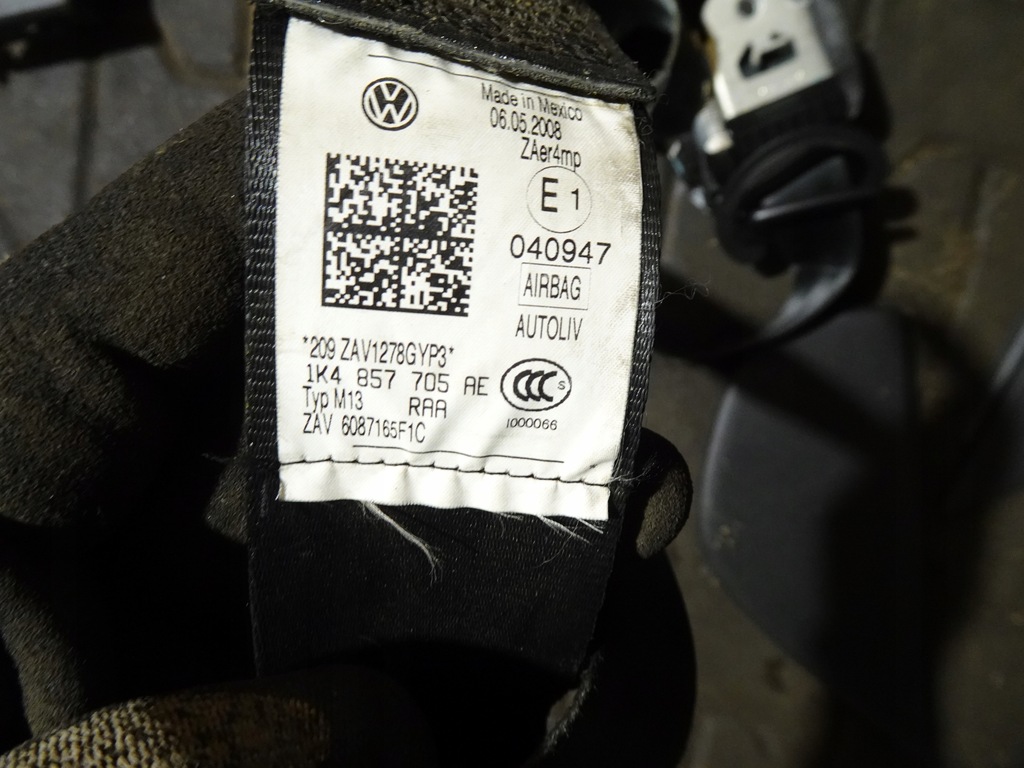 Made in Mexico
06.05.2008
ZAer4mp
E 1
040947
AIRBAG
AUTOLIV
*209 ZAV1278GYP3*
1K4 857 705 AE
Typ M13 RAA
ZAV 6087165F1C
CCC S
1000066